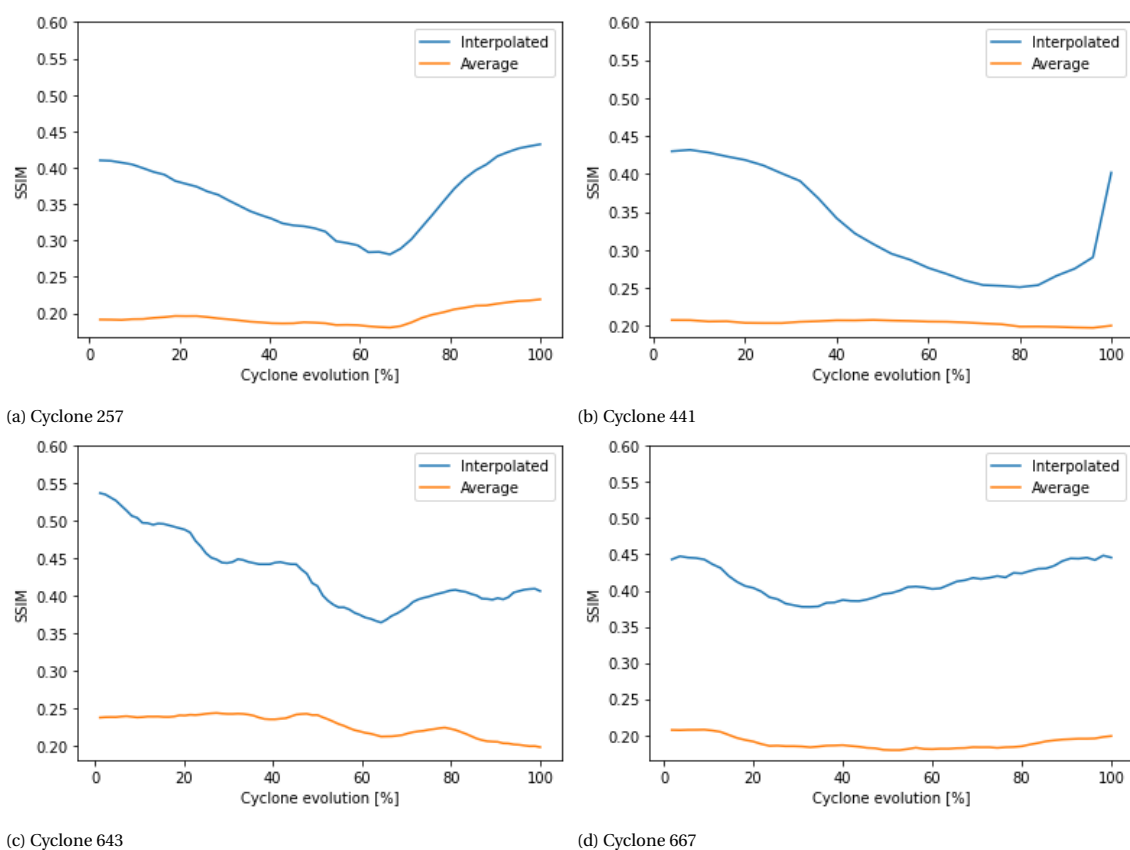 0.60
0.55
0.50
0.45
0.40
0.35
0.30
0.25
0.20
SSIM
Interpolated
Average
0 20 40 60 80 100
Cyclone evolution [%]
(a) Cyclone 257
0.60
0.55
0.50
0.45
0.40
0.35
0.30
0.25
0.20
SSIM
Interpolated
Average
0 20 40 60 80 100
Cyclone evolution [%]
(b) Cyclone 441
0.60
0.55
0.50
0.45
0.40
0.35
0.30
0.25
0.20
SSIM
Interpolated
Average
0 20 40 60 80 100
Cyclone evolution [%]
(c) Cyclone 643
0.60
0.55
0.50
0.45
0.40
0.35
0.30
0.25
0.20
SSIM
Interpolated
Average
0 20 40 60 80 100
Cyclone evolution [%]
(d) Cyclone 667